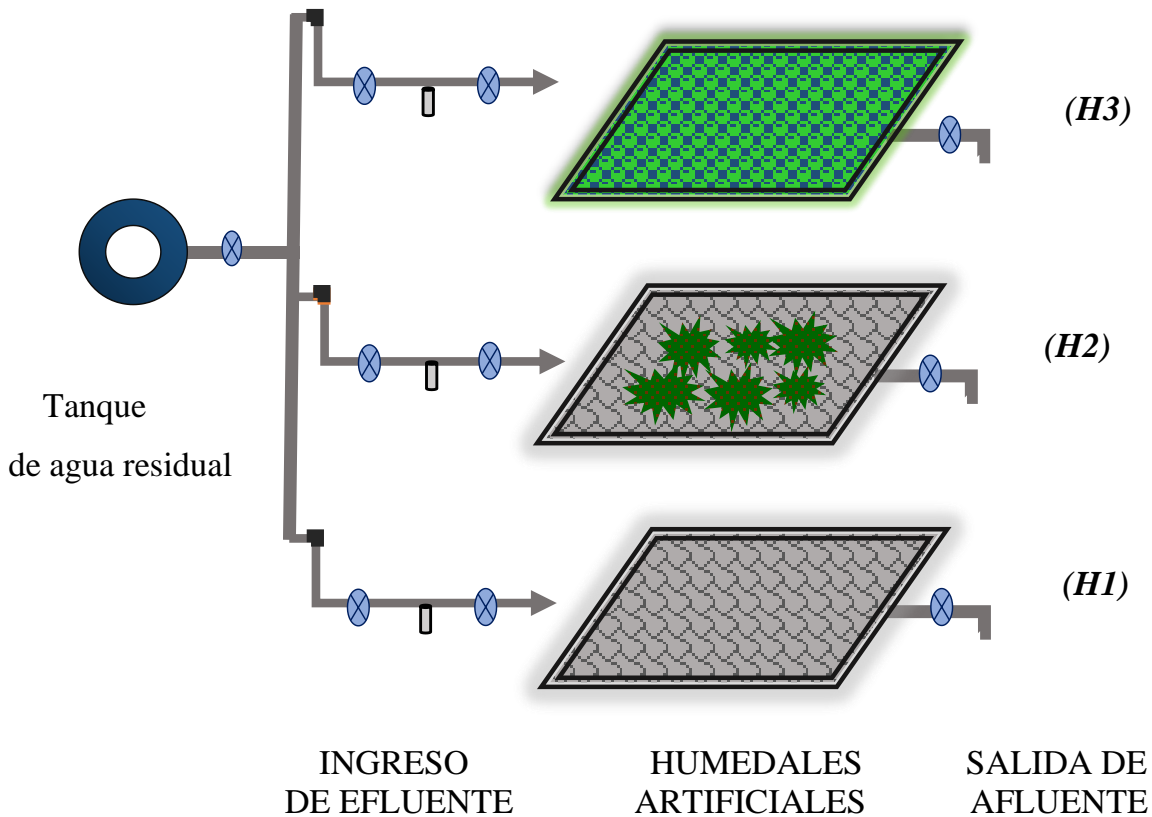 (H3)
(H2)
Tanque
de agua residual
(H1)
INGRESO
DE EFLUENTE
HUMEDALES
ARTIFICIALES
SALIDA DE
AFLUENTE